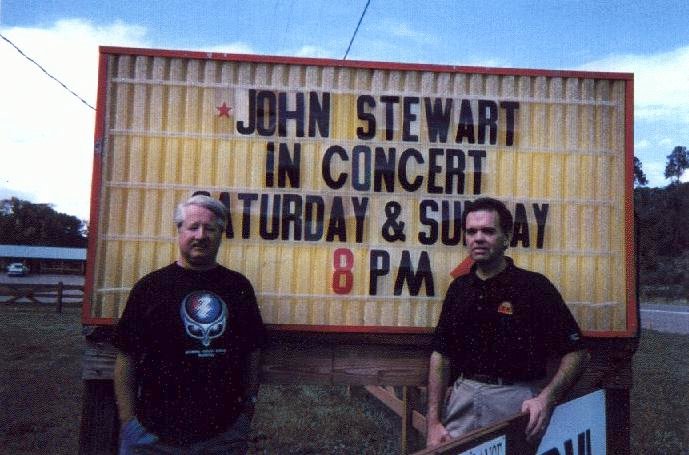 JOHN STEWART
IN CONCERT
SATURDAY & SUNDAY
8 PM